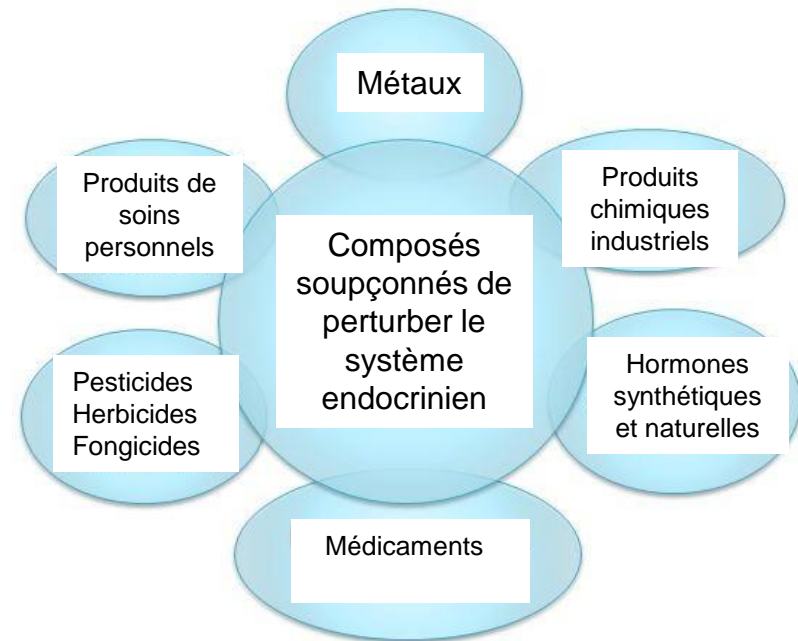 Métaux
Produits de
soins
personnels
Produits
chimiques
industriels
Composés
soupçonnés de
perturber le
système
endocrinien
Pesticides
Herbicides
Fongicides
Hormones
synthétiques
et naturelles
Médicaments